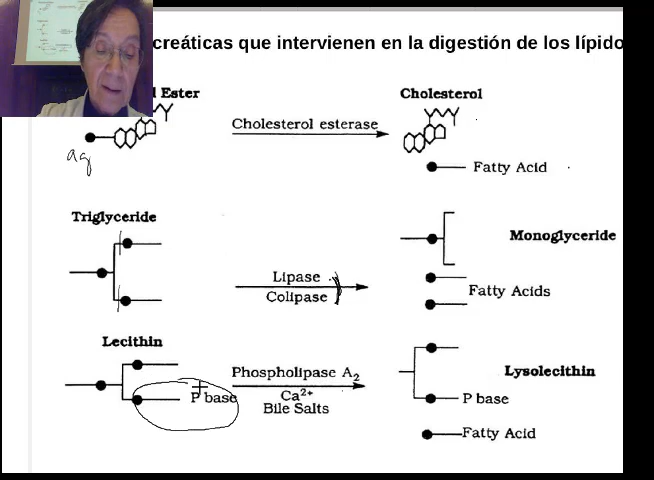 creáticas que intervienen en la digestión de los lípido
l Ester
Cholesterol esterase
Cholesterol
ag
Fatty Acid
Triglyceride
Lipase
Colipase
Monoglyceride
Fatty Acids
Lecithin
P base
Phospholipase A₂
Ca²⁺
Bile Salts
Lysolecithin
P base
Fatty Acid